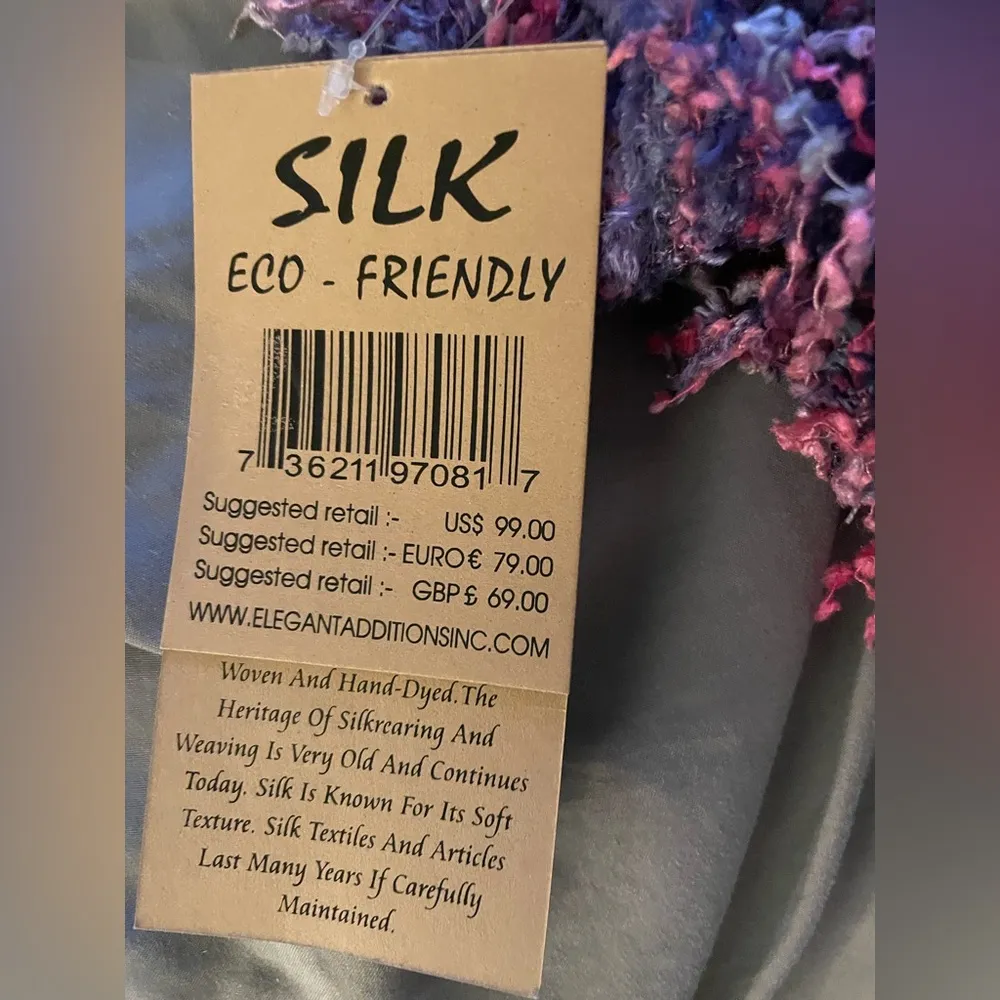 SILK
ECO - FRIENDLY
7 36211 97081 7
Suggested retail :- US$ 99.00
Suggested retail :- EURO€ 79.00
Suggested retail :- GBP£ 69.00
WWW.ELEGANTADDITIONSINC.COM
Woven And Hand-Dyed.The
Heritage Of Silkrearing And
Weaving Is Very Old And Continues
Today. Silk Is Known For Its Soft
Texture. Silk Textiles And Articles
Last Many Years If Carefully
Maintained.